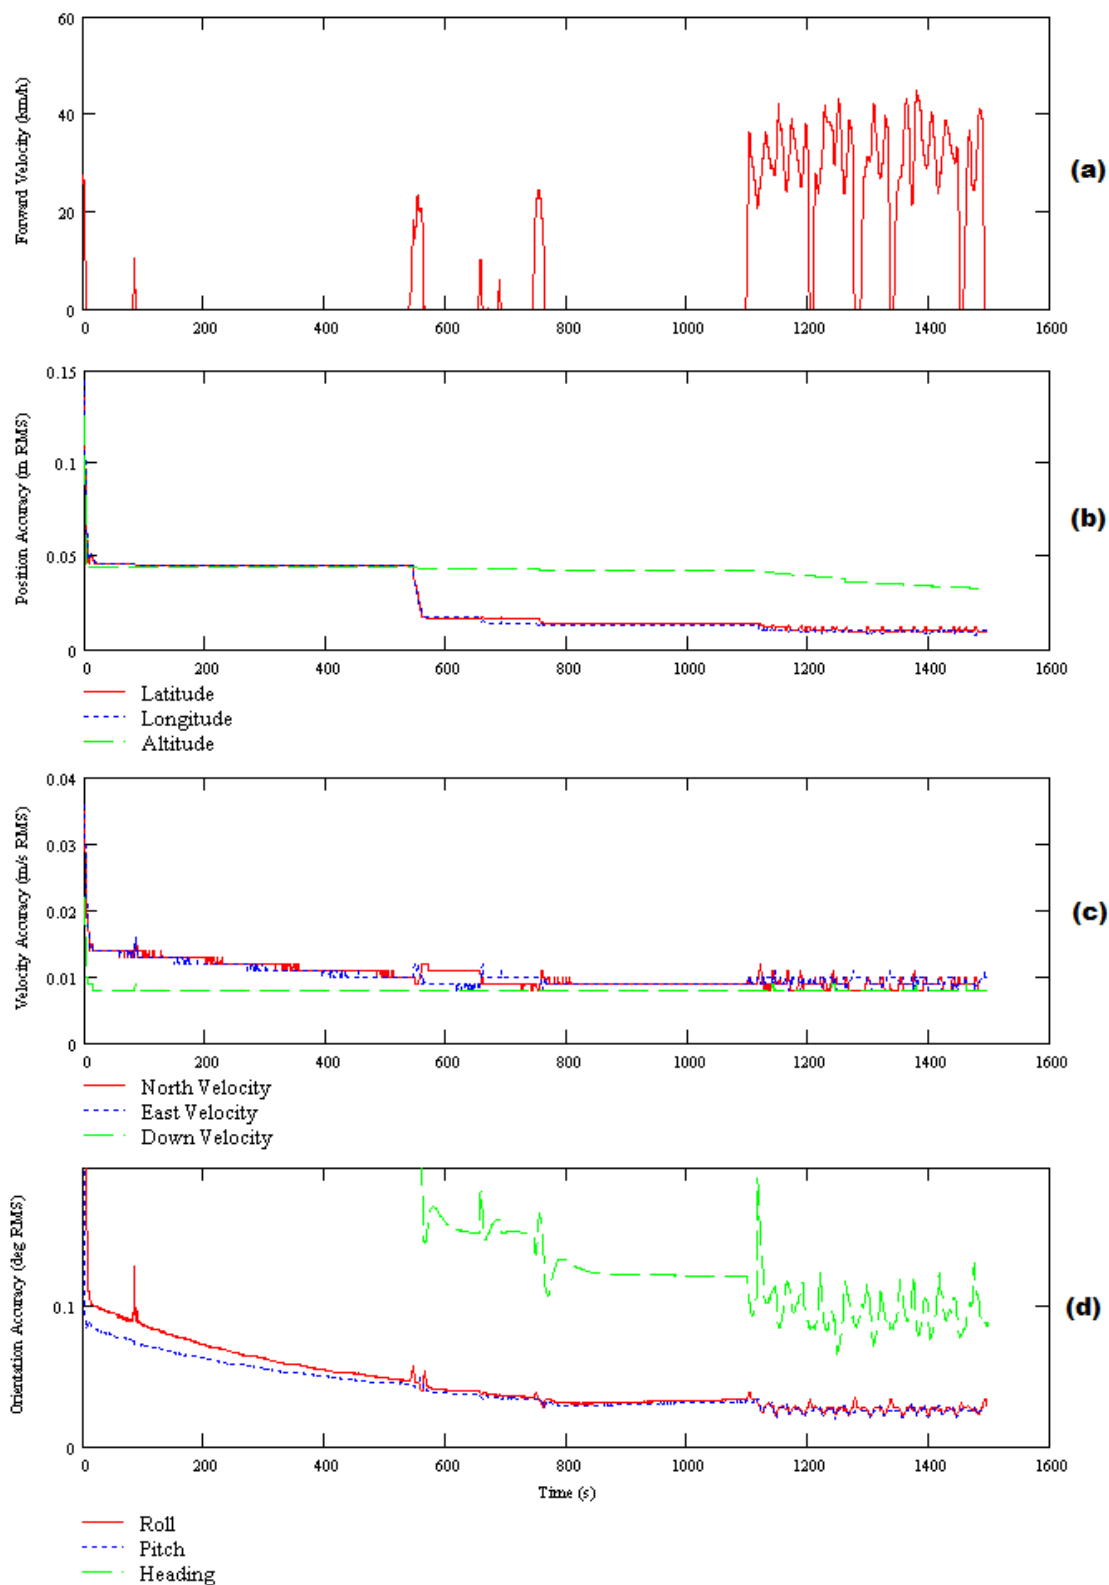 60
40
20
0
Forward Velocity (km/h)
0 200 400 600 800 1000 1200 1400 1600
(a)
0.15
0.1
0.05
0
Position Accuracy (m RMS)
0 200 400 600 800 1000 1200 1400 1600
(b)
Latitude
Longitude
Altitude
0.04
0.03
0.02
0.01
0
Velocity Accuracy (m/s RMS)
0 200 400 600 800 1000 1200 1400 1600
(c)
North Velocity
East Velocity
Down Velocity
0.1
0
Orientation Accuracy (deg RMS)
0 200 400 600 800 1000 1200 1400 1600
Time (s)
(d)
Roll
Pitch
Heading